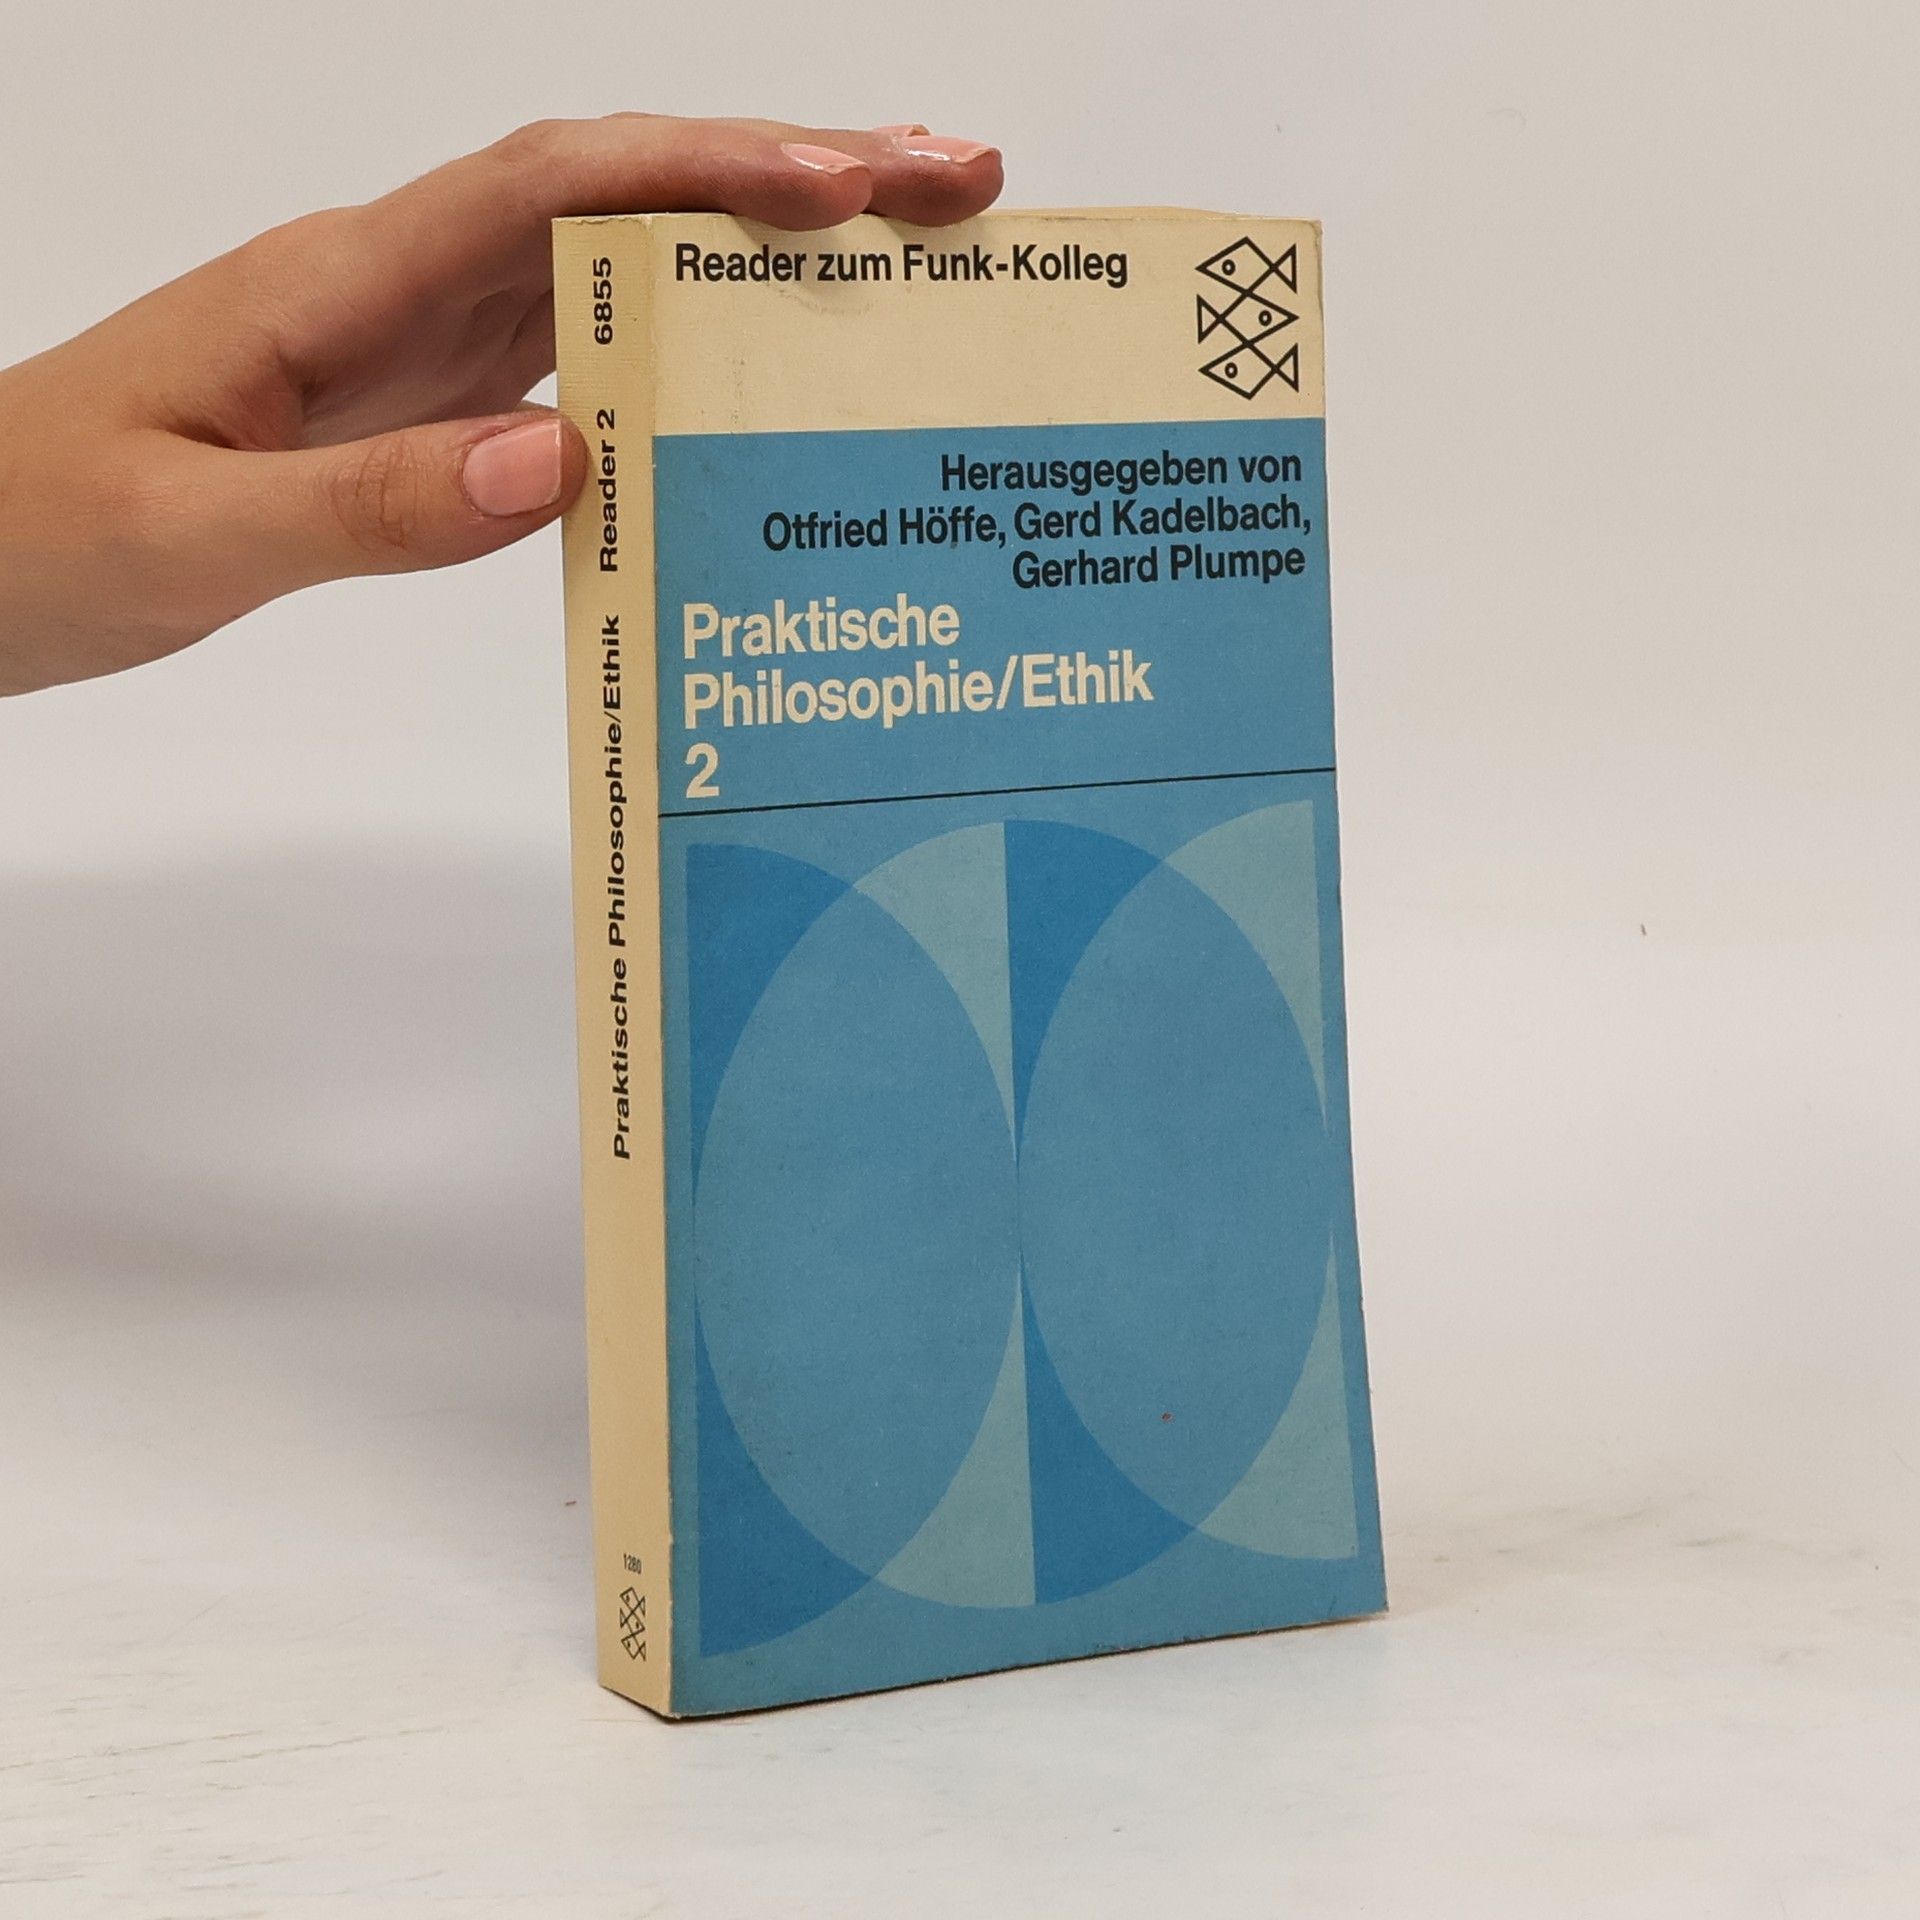 Reader zum Funk-Kolleg
Herausgegeben von
Otfried Höffe, Gerd Kadelbach,
Gerhard Plumpe
Praktische
Philosophie/Ethik
2
Praktische Philosophie/Ethik Reader 2 6855
1280